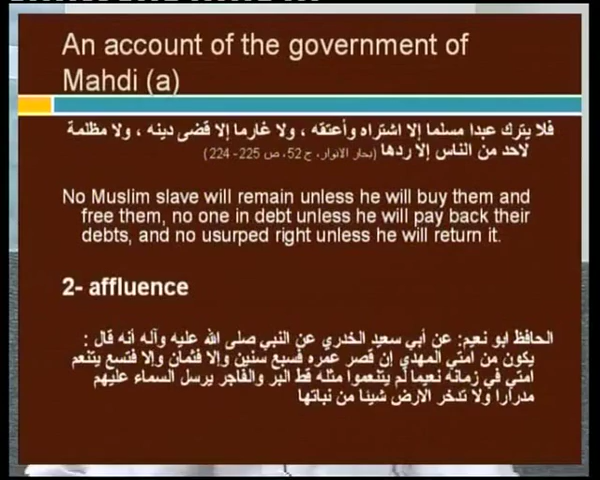 An account of the government of
Mahdi (a)
فلا يترك عبدا مسلما إلا اشتراه وأعتقه ، ولا غارما إلا قضى دينه ، ولا مظلمة
لأحد من الناس إلا ردها (بحار الانوار، ج 52، ص 225- 224)
No Muslim slave will remain unless he will buy them and
free them, no one in debt unless he will pay back their
debts, and no usurped right unless he will return it.
2- affluence
الحافظ ابو نعيم: عن أبي سعيد الخدري عن النبي صلى الله عليه وآله أنه قال :
يكون من امتي المهدي إن قصر عمره فسبع سنين وإلا فثمان وإلا فتسع يتنعم
امتي في زمانه نعيما لم يتنعموا مثله قط البر والفاجر يرسل السماء عليهم
مدرارا ولا تدخر الارض شيئا من نباتها